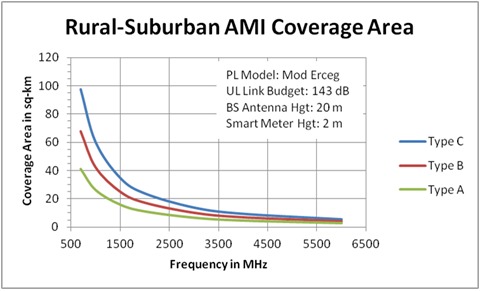 Rural-Suburban AMI Coverage Area
120
100
80
60
40
20
0
Coverage Area in sq-km
PL Model: Mod Erceg
UL Link Budget: 143 dB
BS Antenna Hgt: 20 m
Smart Meter Hgt: 2 m
Type C
Type B
Type A
500 1500 2500 3500 4500 5500 6500
Frequency in MHz